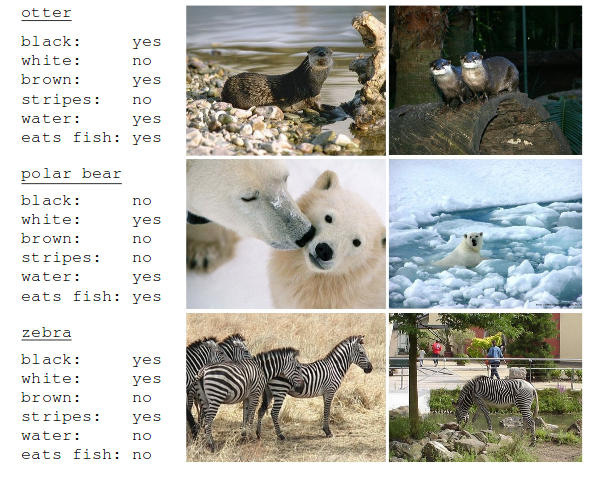 otter
black: yes
white: no
brown: yes
stripes: no
water: yes
eats fish: yes
polar bear
black: no
white: yes
brown: no
stripes: no
water: yes
eats fish: yes
zebra
black: yes
white: yes
brown: no
stripes: yes
water: no
eats fish: no